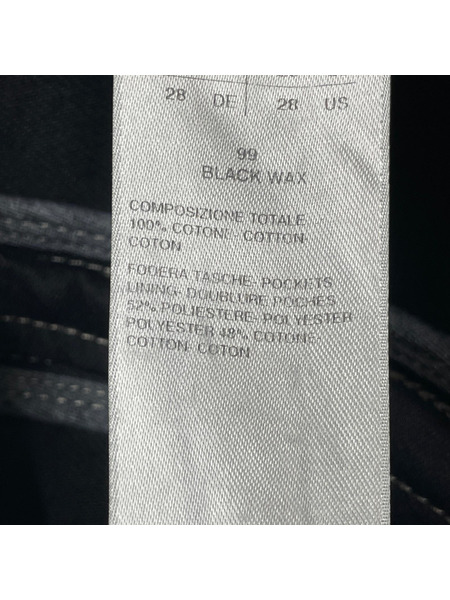 28 DE 28 US
99
BLACK WAX
COMPOSIZIONE TOTALE
100% COTONE- COTTON-
COTON
FODERA TASCHE- POCKETS
LINING- DOUBLURE POCHES
52% POLIESTERE- POLYESTER
POLYESTER 48% COTONE-
COTTON- COTON